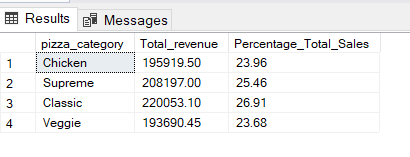 Results Messages
pizza_category Total_revenue Percentage_Total_Sales
1 Chicken 195919.50 23.96
2 Supreme 208197.00 25.46
3 Classic 220053.10 26.91
4 Veggie 193690.45 23.68